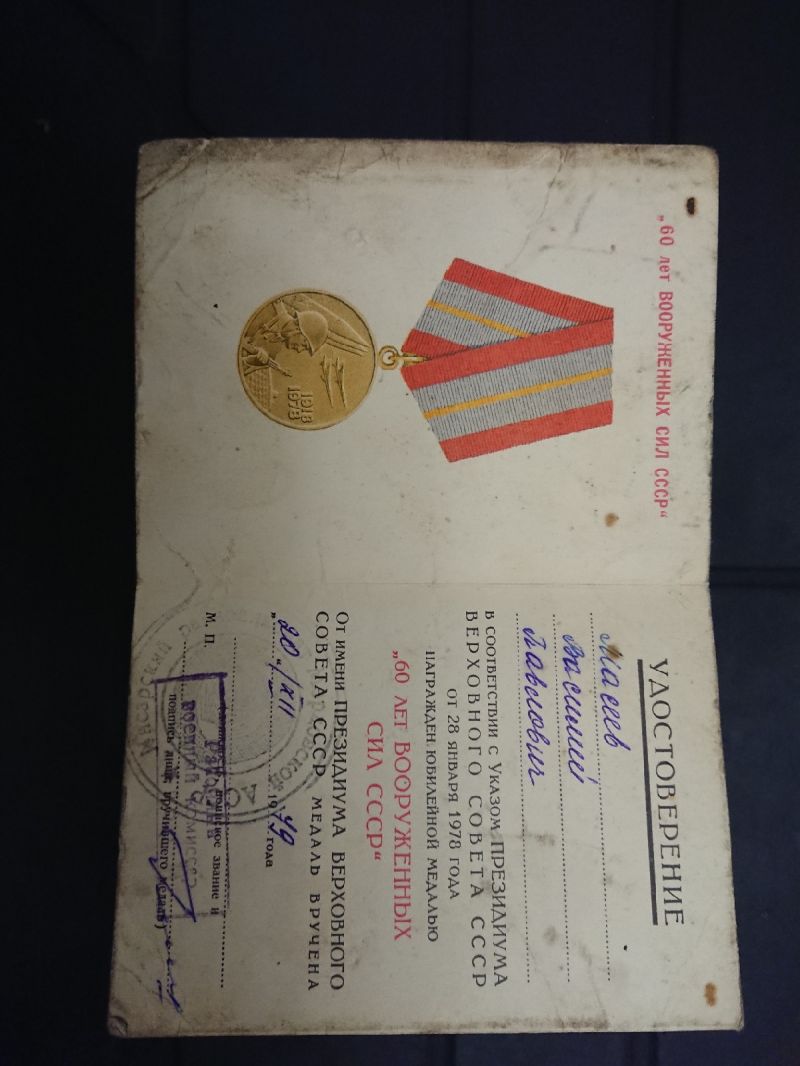 „60 лет ВООРУЖЕННЫХ СИЛ СССР“
1918
1978
УДОСТОВЕРЕНИЕ
Василий
Павлович
в соответствии с Указом ПРЕЗИДИУМА
ВЕРХОВНОГО СОВЕТА СССР
от 28 января 1978 года
награжден юбилейной медалью
„60 ЛЕТ ВООРУЖЕННЫХ
СИЛ СССР“
От имени ПРЕЗИДИУМА ВЕРХОВНОГО
СОВЕТА СССР медаль вручена
„20“ XII 1979 года
М. П.
воинское звание и
подпись лица, вручившего медаль)
военный комиссар